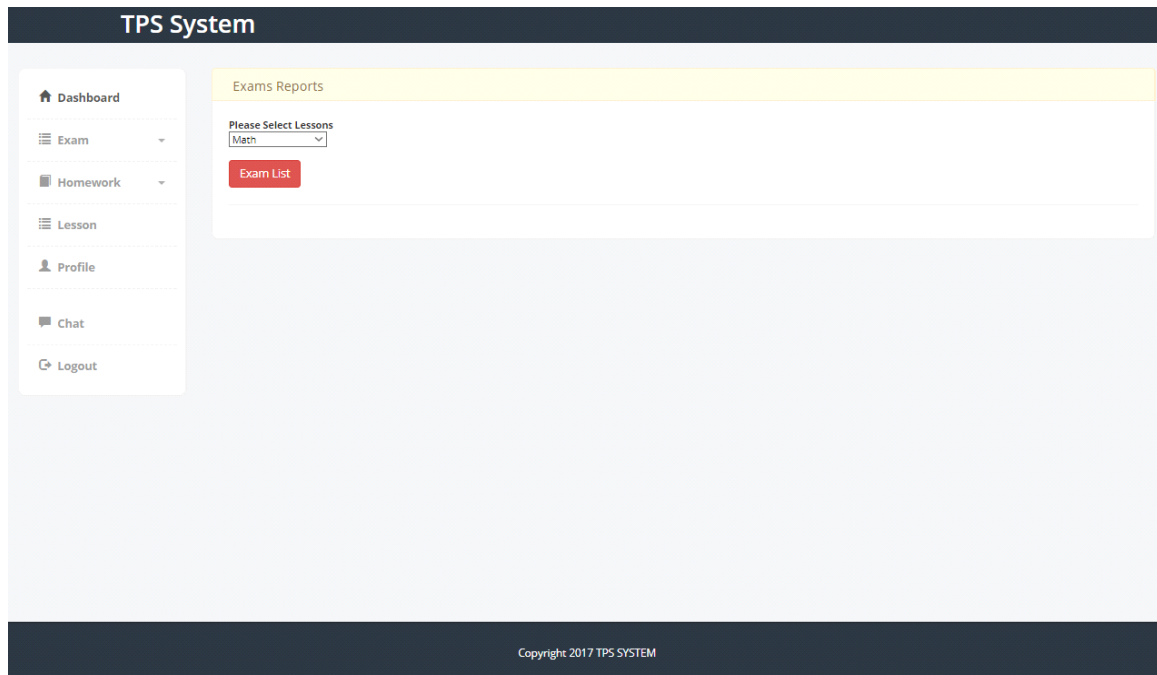 TPS System
Dashboard
Exam
Homework
Lesson
Profile
Chat
Logout
Exams Reports
Please Select Lessons
Math
Exam List
Copyright 2017 TPS SYSTEM